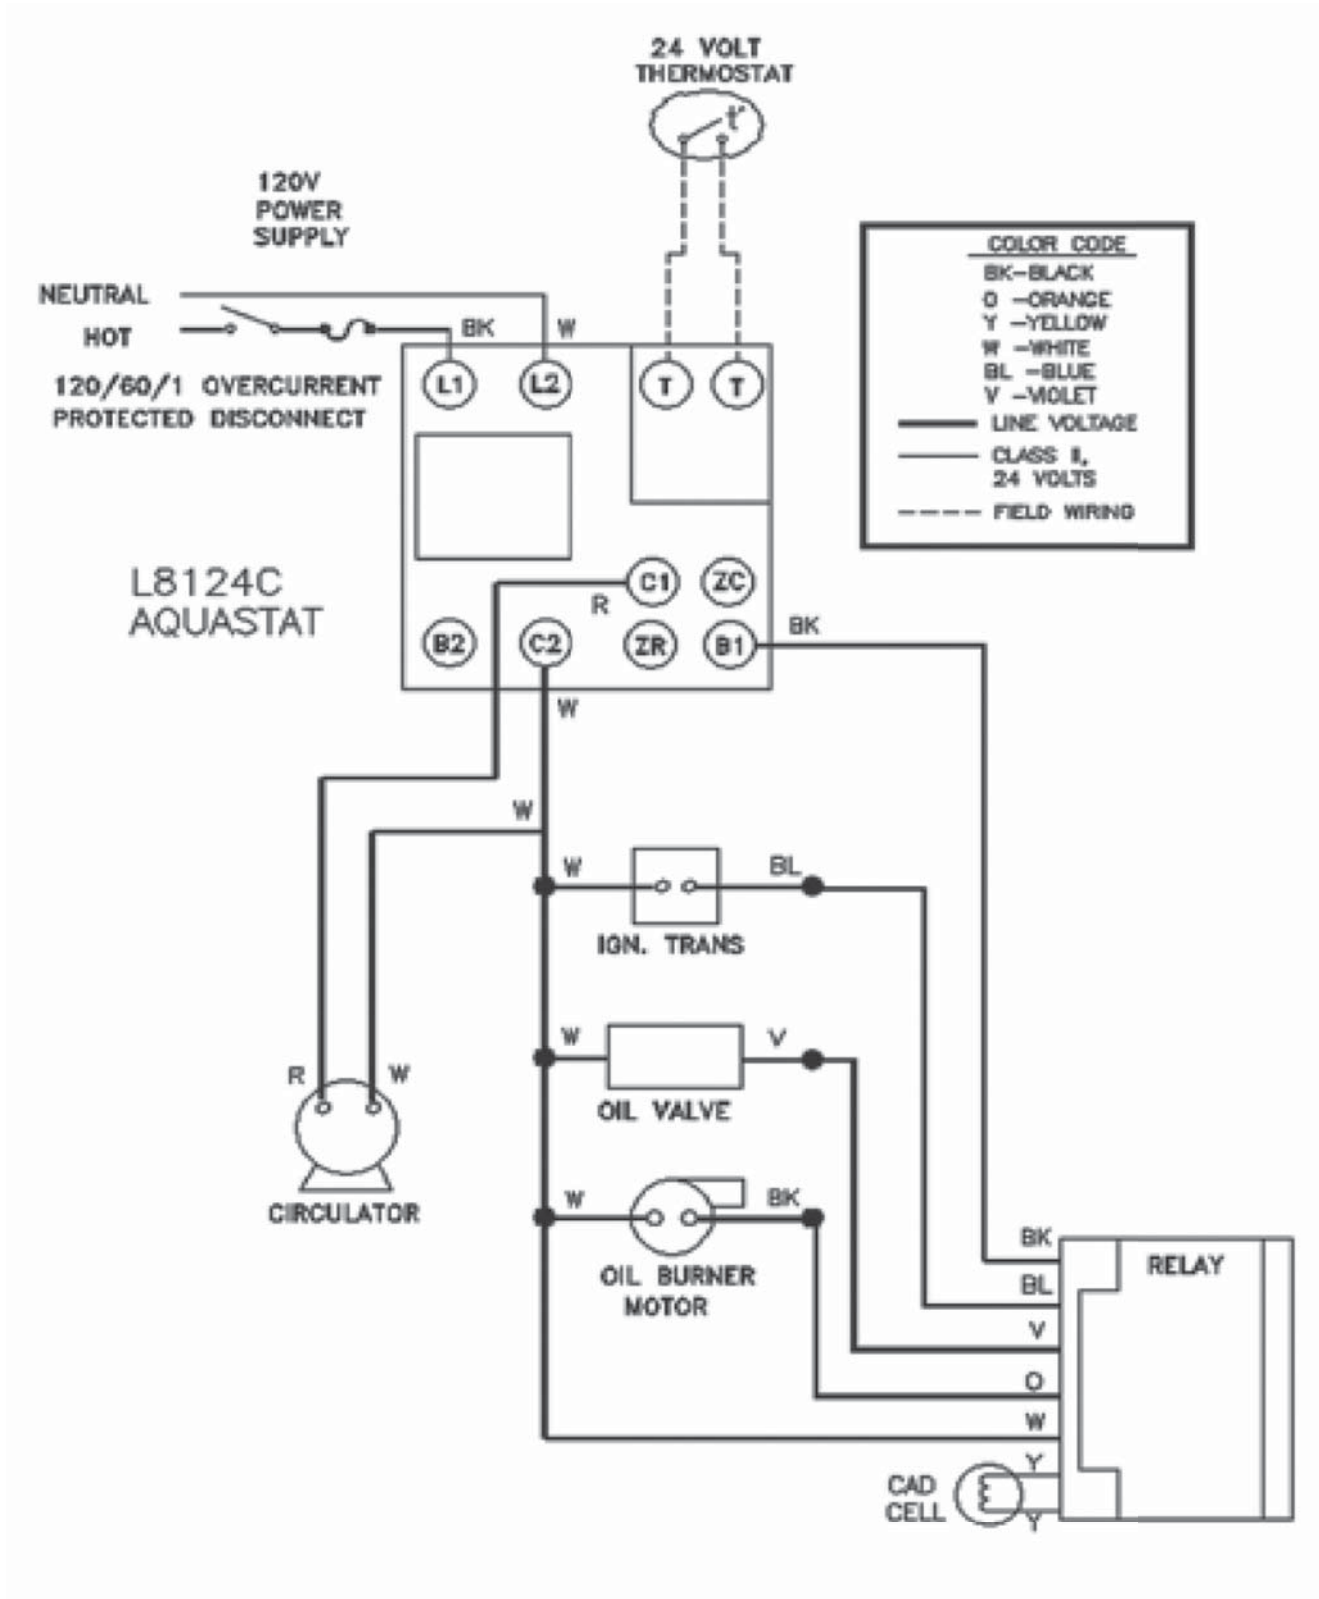 24 VOLT
THERMOSTAT
t°
120V
POWER
SUPPLY
NEUTRAL
HOT
BK
W
120/60/1 OVERCURRENT
PROTECTED DISCONNECT
L1
L2
T
T
COLOR CODE
BK-BLACK
O -ORANGE
Y -YELLOW
W -WHITE
BL -BLUE
V -VIOLET
LINE VOLTAGE
CLASS II,
24 VOLTS
FIELD WIRING
L8124C
AQUASTAT
C1
ZC
R
B2
C2
ZR
B1
BK
W
W
W
BL
IGN. TRANS
W
V
OIL VALVE
R
W
CIRCULATOR
W
BK
OIL BURNER
MOTOR
BK
RELAY
BL
V
O
W
Y
CAD
CELL
Y